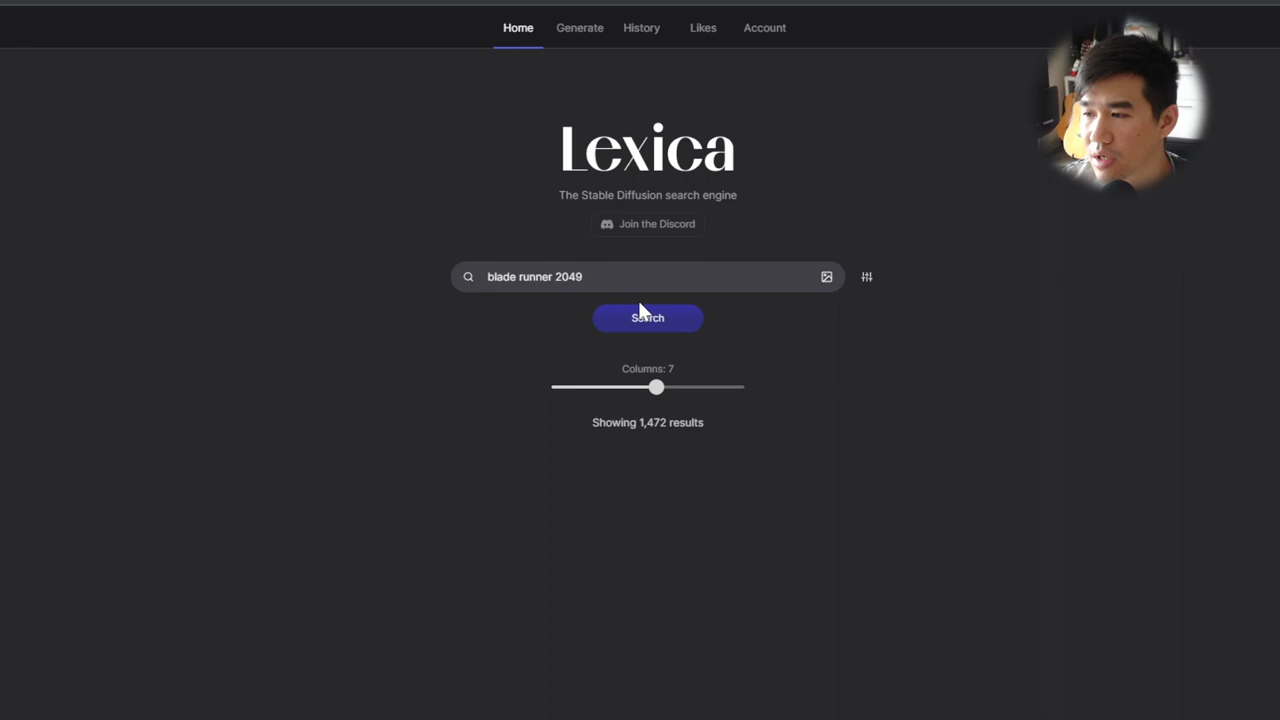 Home Generate History Likes Account
Lexica
The Stable Diffusion search engine
Join the Discord
blade runner 2049
Search
Columns: 7
Showing 1,472 results